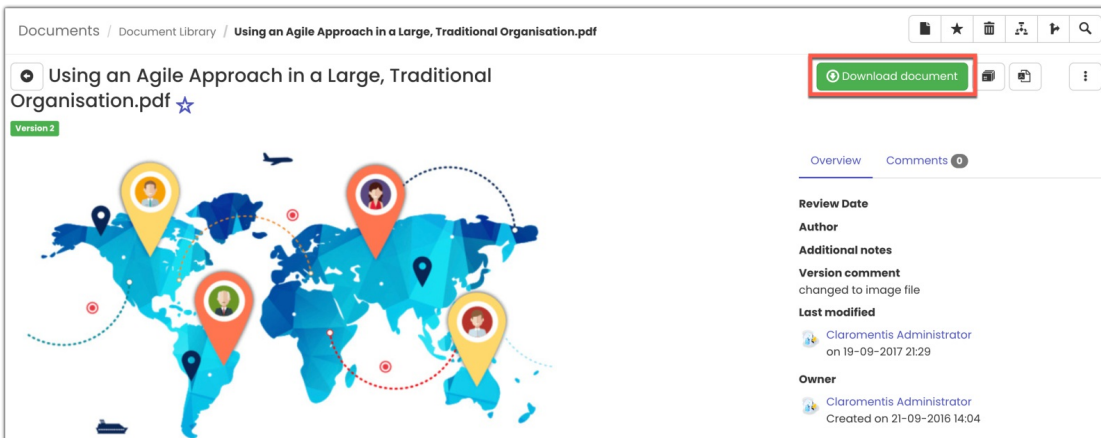 Documents / Document Library / Using an Agile Approach in a Large, Traditional Organisation.pdf
Using an Agile Approach in a Large, Traditional
Organisation.pdf
Download document
Version 2
Overview Comments 0
Review Date
Author
Additional notes
Version comment
changed to image file
Last modified
Claromentis Administrator
on 19-09-2017 21:29
Owner
Claromentis Administrator
Created on 21-09-2016 14:04